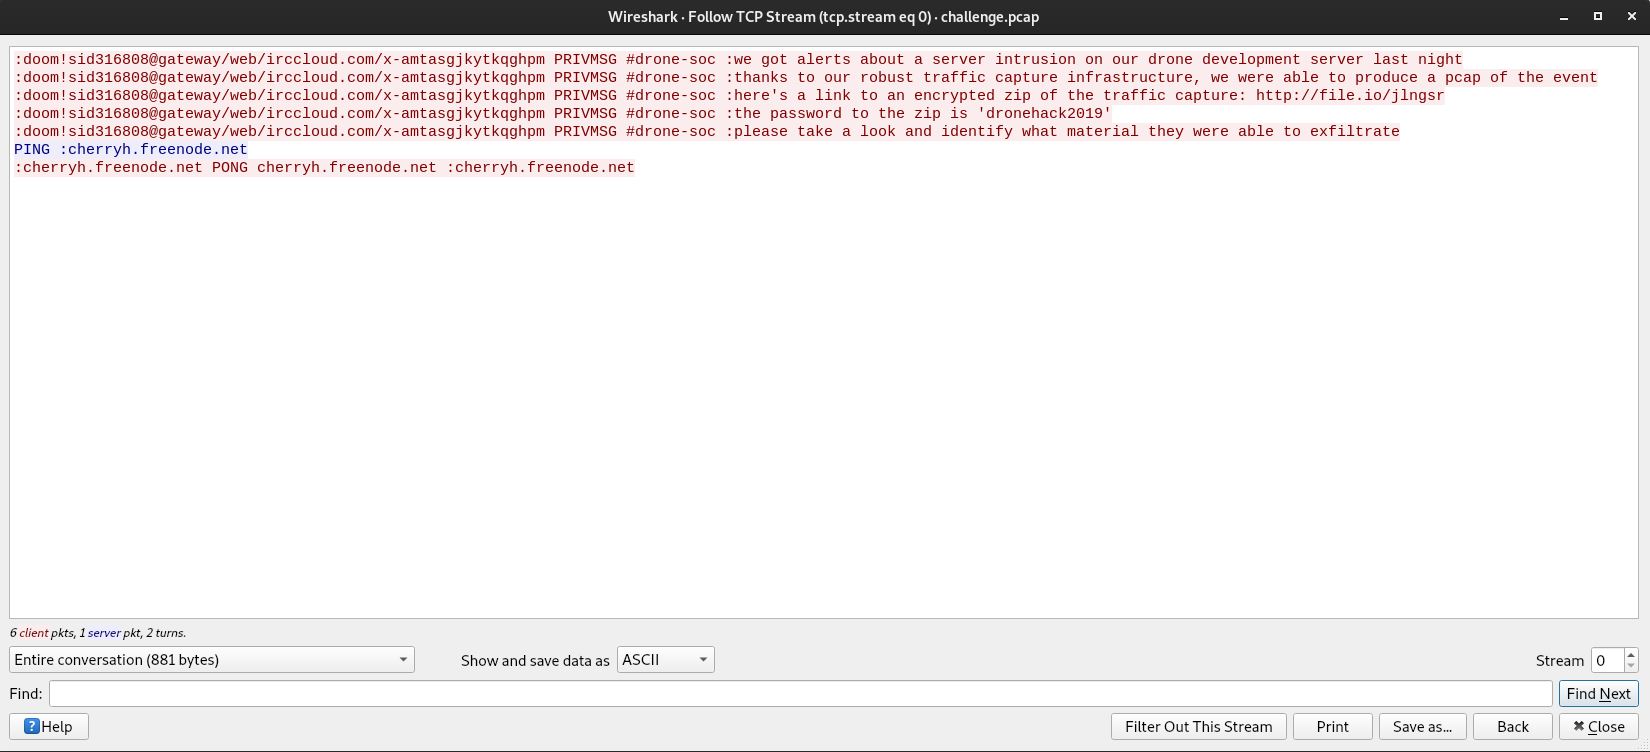 Wireshark · Follow TCP Stream (tcp.stream eq 0) · challenge.pcap
:doom!sid316808@gateway/web/irccloud.com/x-amtasgjkytkqghpm PRIVMSG #drone-soc :we got alerts about a server intrusion on our drone development server last night
:doom!sid316808@gateway/web/irccloud.com/x-amtasgjkytkqghpm PRIVMSG #drone-soc :thanks to our robust traffic capture infrastructure, we were able to produce a pcap of the event
:doom!sid316808@gateway/web/irccloud.com/x-amtasgjkytkqghpm PRIVMSG #drone-soc :here's a link to an encrypted zip of the traffic capture: http://file.io/jlngsr
:doom!sid316808@gateway/web/irccloud.com/x-amtasgjkytkqghpm PRIVMSG #drone-soc :the password to the zip is 'dronehack2019'
:doom!sid316808@gateway/web/irccloud.com/x-amtasgjkytkqghpm PRIVMSG #drone-soc :please take a look and identify what material they were able to exfiltrate
PING :cherryh.freenode.net
:cherryh.freenode.net PONG cherryh.freenode.net :cherryh.freenode.net
6 client pkts, 1 server pkt, 2 turns.
Entire conversation (881 bytes) Show and save data as ASCII Stream 0
Find: Find Next
? Help Filter Out This Stream Print Save as... Back Close